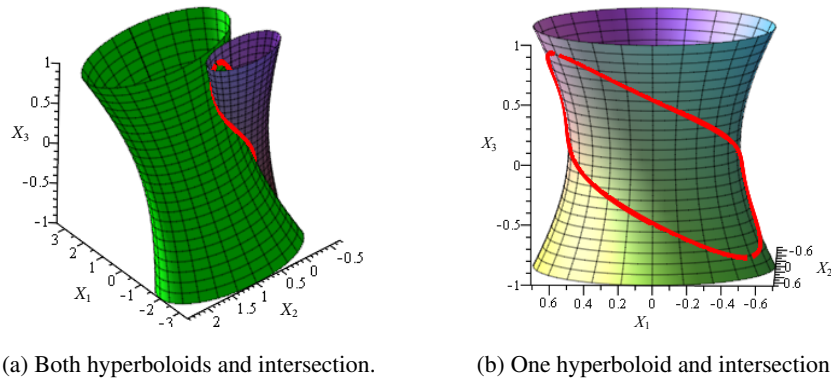 1
0.5
X3
0
-0.5
-1
3
2
1
0
-1
-2
-3
X1
2
1.5
1
0.5
0
-0.5
X2
(a) Both hyperboloids and intersection.
1
0.5
X3
0
-0.5
-1
0.6 0.4 0.2 0 -0.2 -0.4 -0.6
X1
-0.6
0
0.6
X2
(b) One hyperboloid and intersection